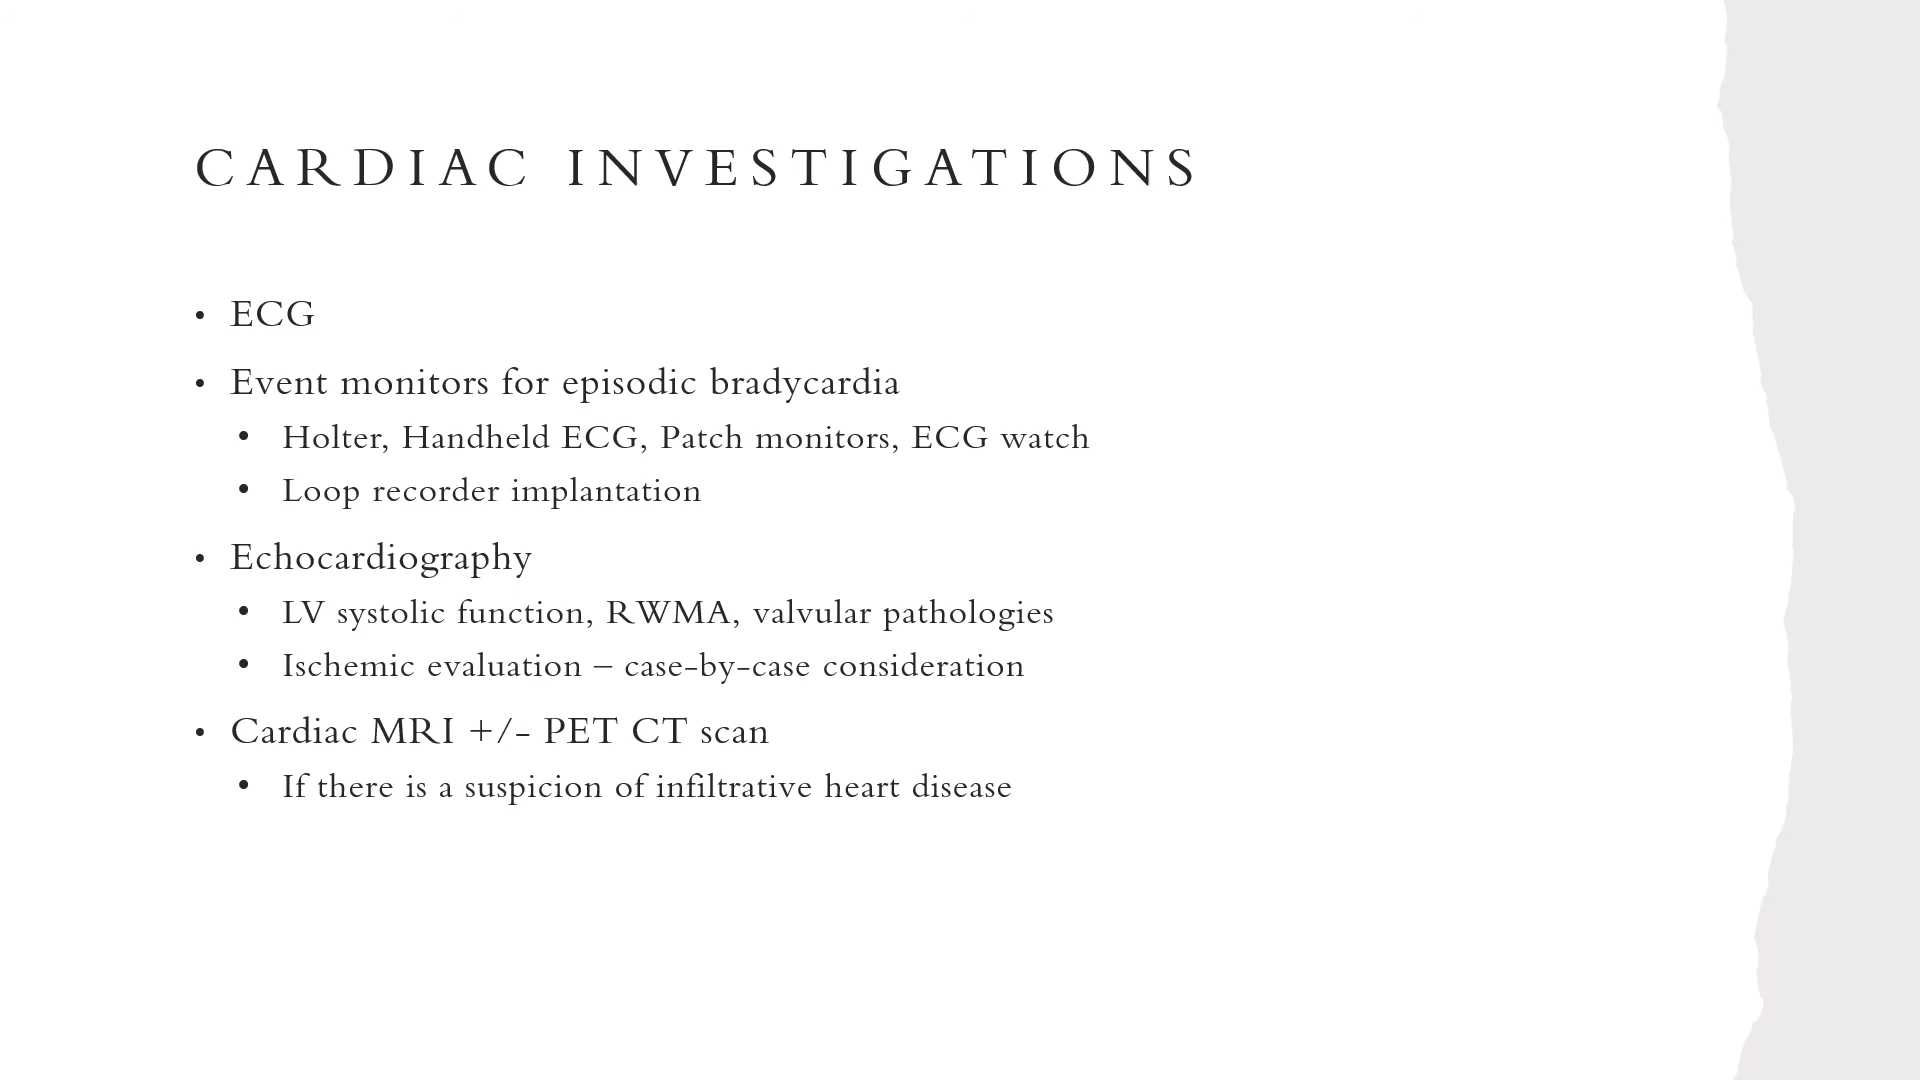 CARDIAC INVESTIGATIONS
• ECG
• Event monitors for episodic bradycardia
• Holter, Handheld ECG, Patch monitors, ECG watch
• Loop recorder implantation
• Echocardiography
• LV systolic function, RWMA, valvular pathologies
• Ischemic evaluation – case-by-case consideration
• Cardiac MRI +/- PET CT scan
• If there is a suspicion of infiltrative heart disease